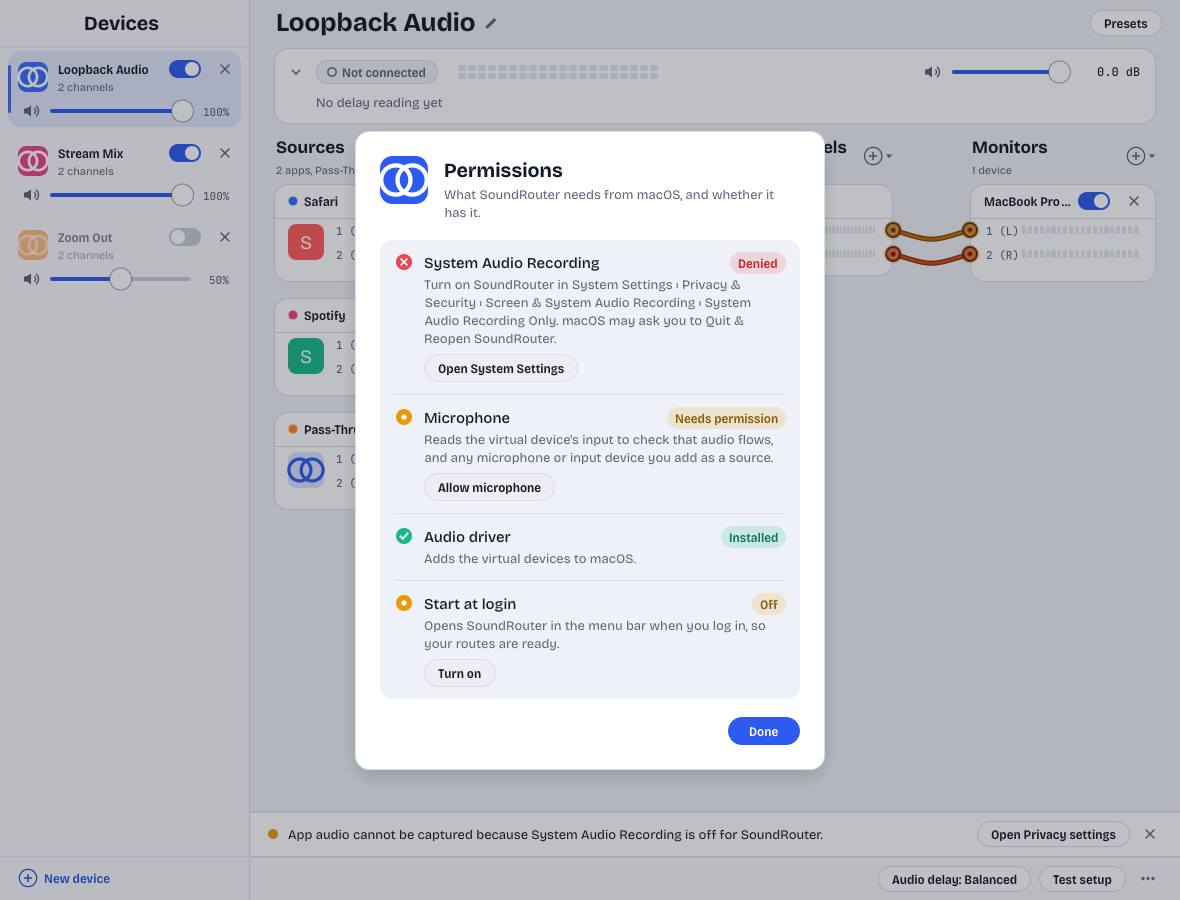 Devices
Loopback Audio
2 channels
100%
Stream Mix
2 channels
100%
Zoom Out
2 channels
50%
New device
Loopback Audio
Presets
Not connected
0.0 dB
No delay reading yet
Sources
2 apps, Pass-Th
Safari
S
1 (
2 (
Spotify
S
1 (
2 (
Pass-Thr
1 (
2 (
els
Monitors
1 device
MacBook Pro…
1 (L)
2 (R)
Permissions
What SoundRouter needs from macOS, and whether it
has it.
System Audio Recording
Denied
Turn on SoundRouter in System Settings › Privacy &
Security › Screen & System Audio Recording › System
Audio Recording Only. macOS may ask you to Quit &
Reopen SoundRouter.
Open System Settings
Microphone
Needs permission
Reads the virtual device's input to check that audio flows,
and any microphone or input device you add as a source.
Allow microphone
Audio driver
Installed
Adds the virtual devices to macOS.
Start at login
Off
Opens SoundRouter in the menu bar when you log in, so
your routes are ready.
Turn on
Done
App audio cannot be captured because System Audio Recording is off for SoundRouter.
Open Privacy settings
Audio delay: Balanced
Test setup